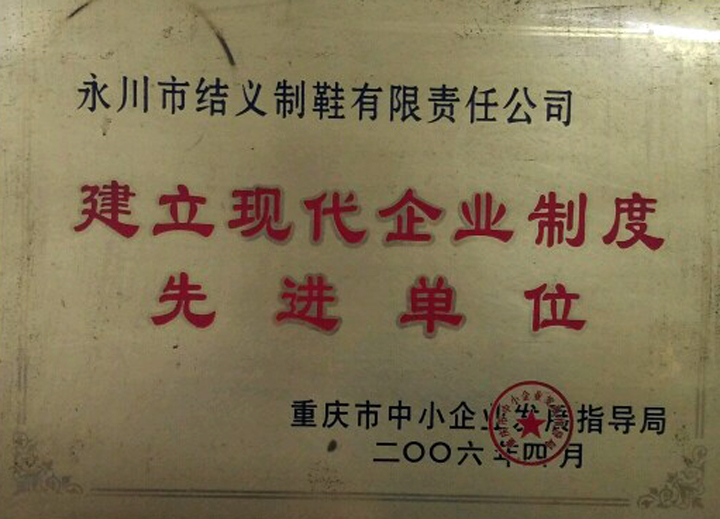 永川市结义制鞋有限责任公司
建立现代企业制度
先进单位
重庆市中小企业发展指导局
二〇〇六年四月